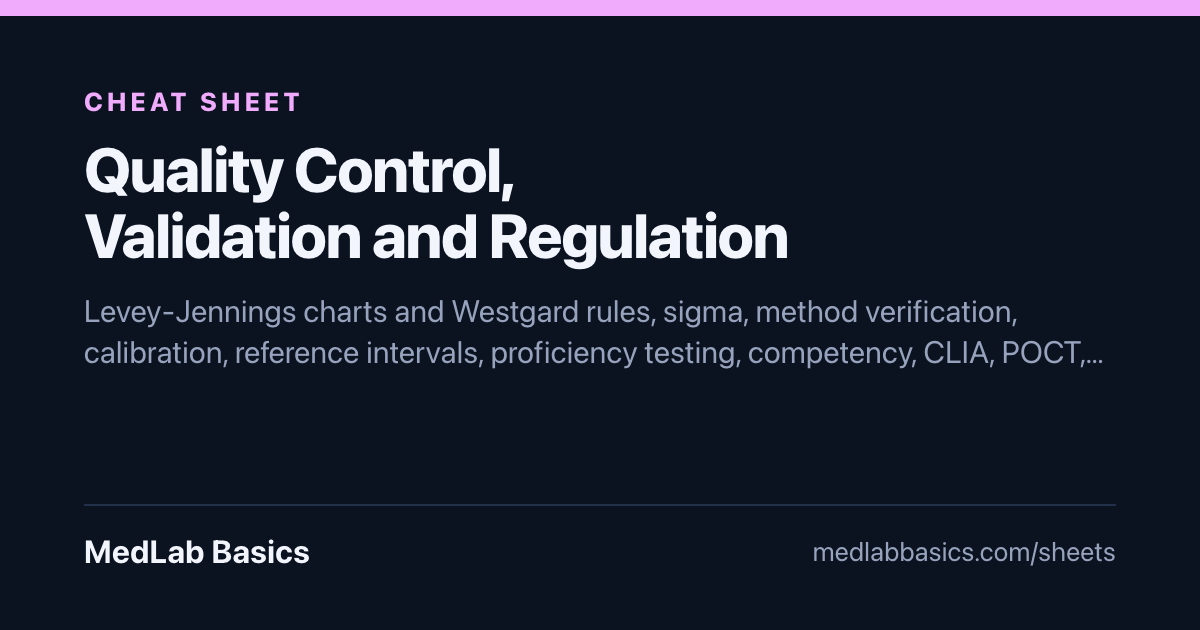 CHEAT SHEET
Quality Control,
Validation and Regulation
Levey-Jennings charts and Westgard rules, sigma, method verification,
calibration, reference intervals, proficiency testing, competency, CLIA, POCT,...
MedLab Basics
medlabbasics.com/sheets